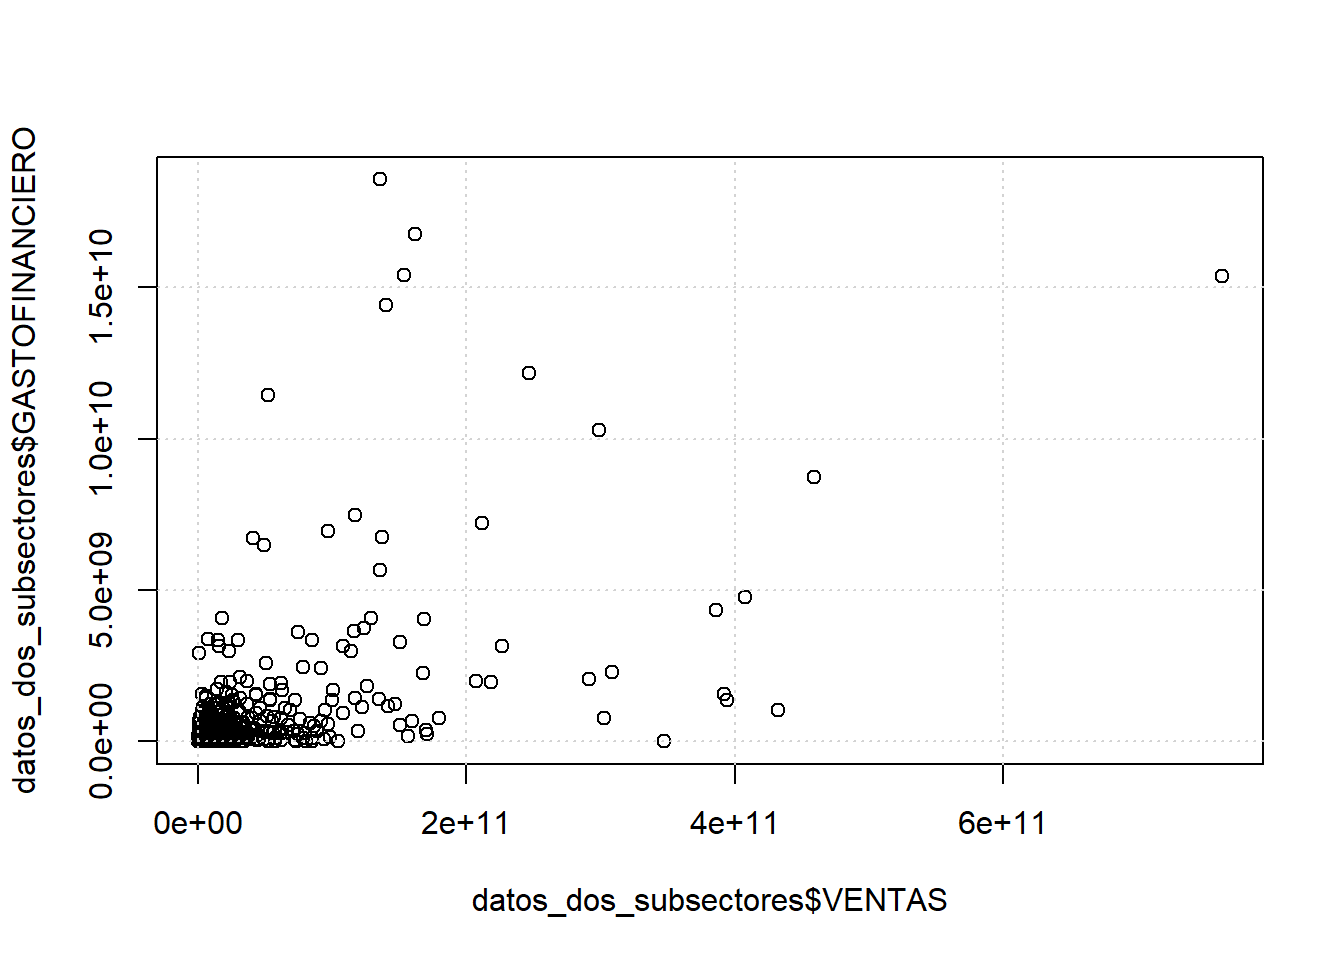 datos_dos_subsectores$GASTOFINANCIERO
1.5e+10
1.0e+10
5.0e+09
0.0e+00
0e+00 2e+11 4e+11 6e+11
datos_dos_subsectores$VENTAS